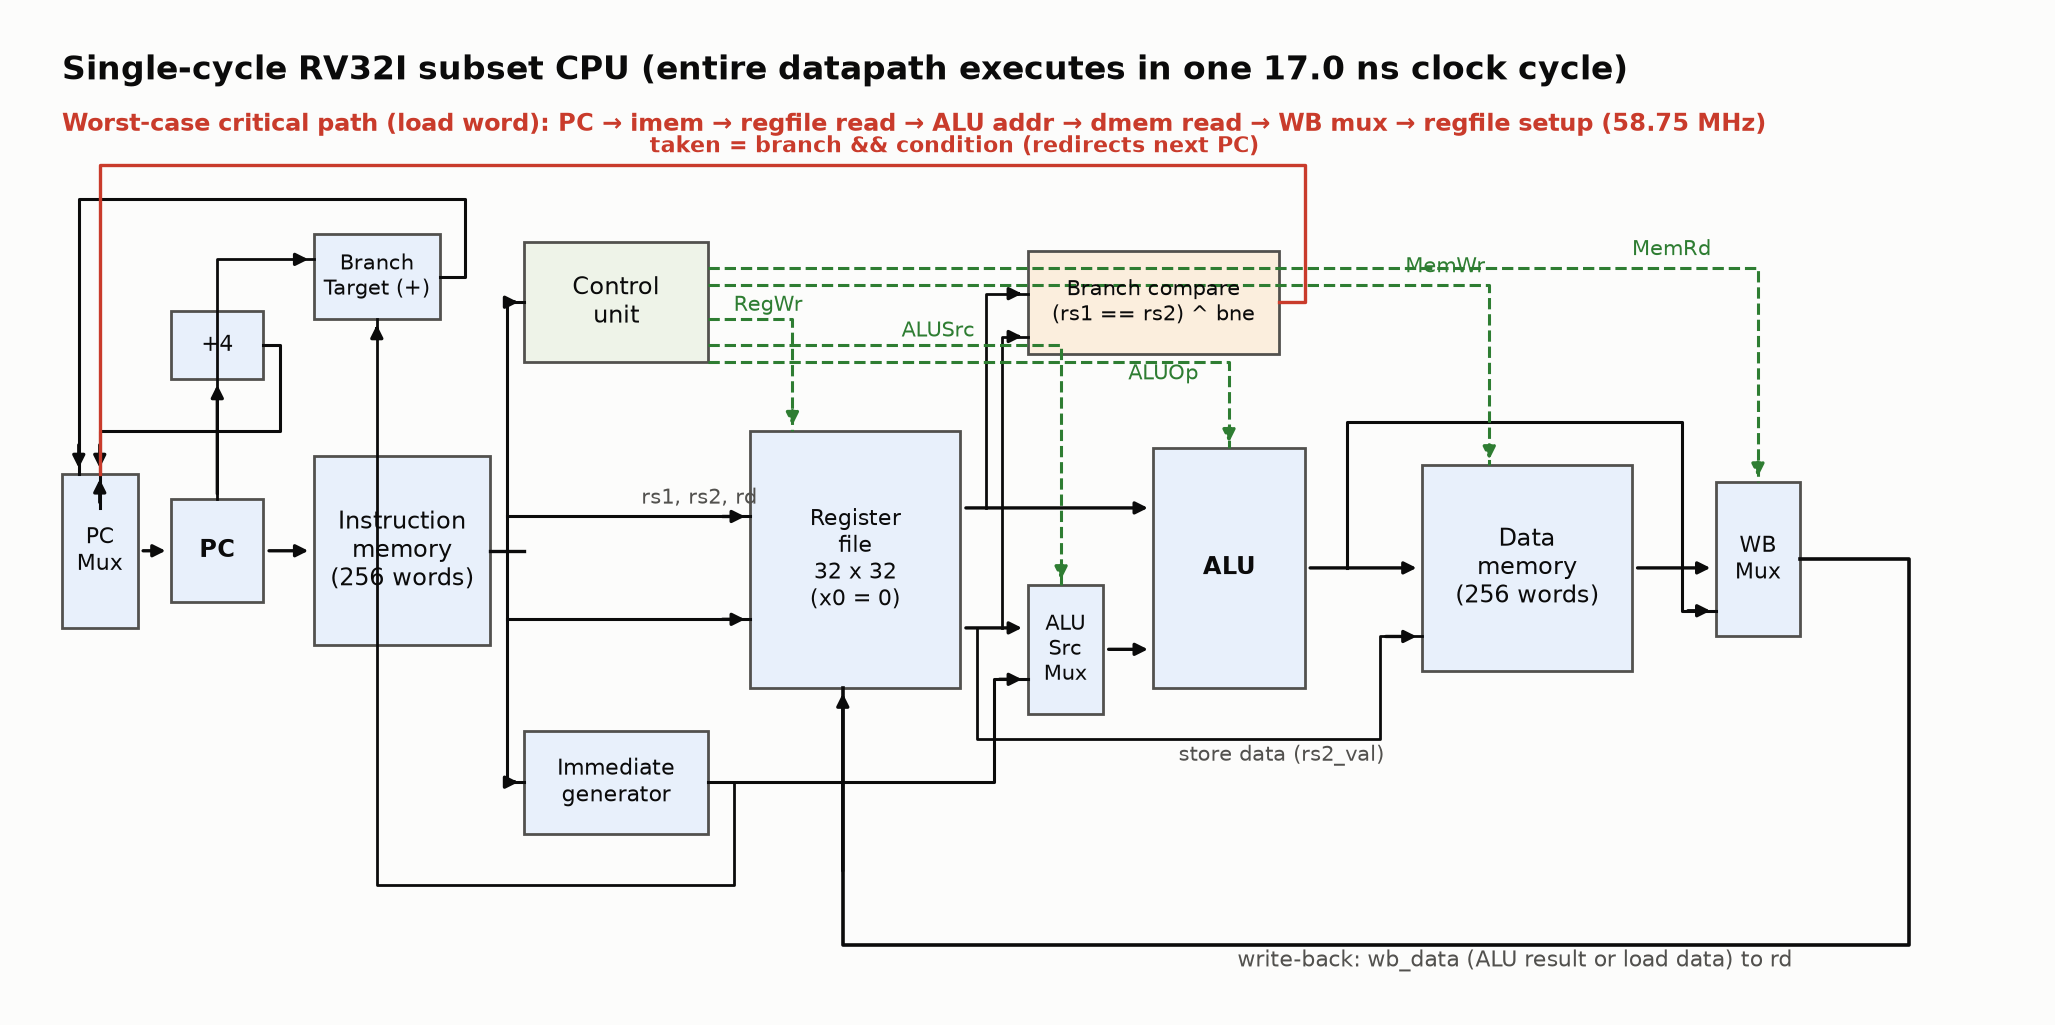 Single-cycle RV32I subset CPU (entire datapath executes in one 17.0 ns clock cycle)
Worst-case critical path (load word): PC → imem → regfile read → ALU addr → dmem read → WB mux → regfile setup (58.75 MHz)
taken = branch && condition (redirects next PC)
Branch
Target (+)
+4
PC
Mux
PC
Instruction
memory
(256 words)
Control
unit
RegWr
ALUSrc
ALUOp
MemWr
MemRd
Branch compare
(rs1 == rs2) ^ bne
rs1, rs2, rd
Register
file
32 x 32
(x0 = 0)
ALU
Src
Mux
ALU
Data
memory
(256 words)
WB
Mux
Immediate
generator
store data (rs2_val)
write-back: wb_data (ALU result or load data) to rd